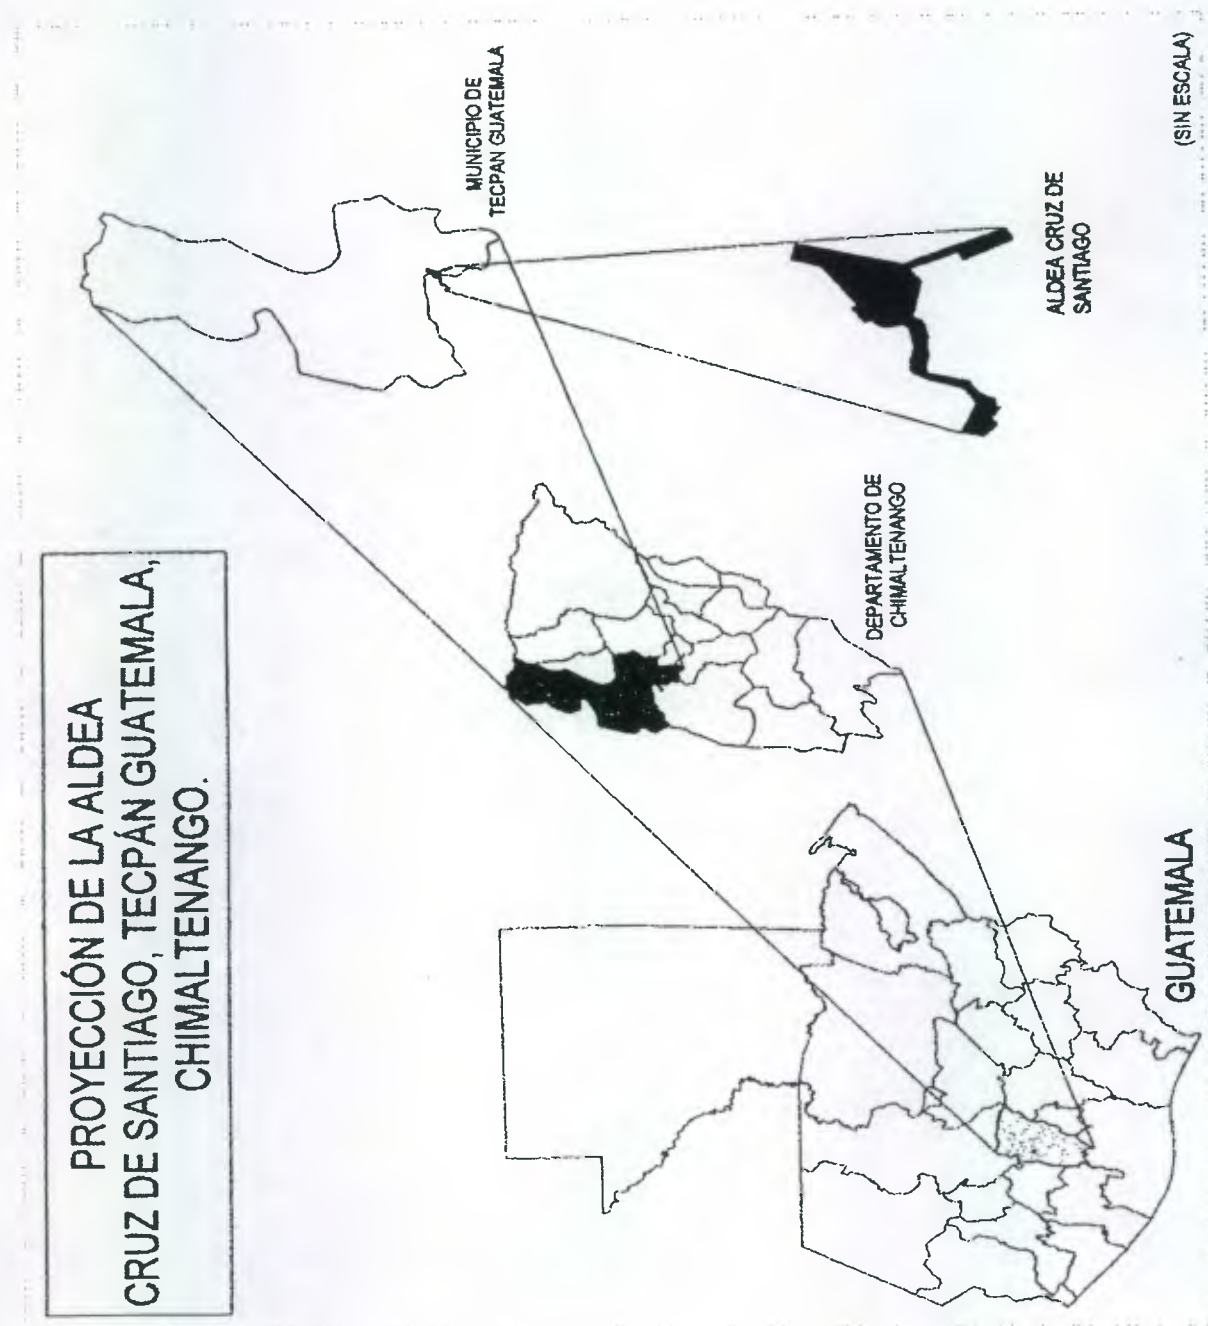 PROYECCIÓN DE LA ALDEA
CRUZ DE SANTIAGO, TECPÁN GUATEMALA,
CHIMALTENANGO.
MUNICIPIO DE
TECPAN GUATEMALA
DEPARTAMENTO DE
CHIMALTENANGO
ALDEA CRUZ DE
SANTIAGO
GUATEMALA
(SIN ESCALA)